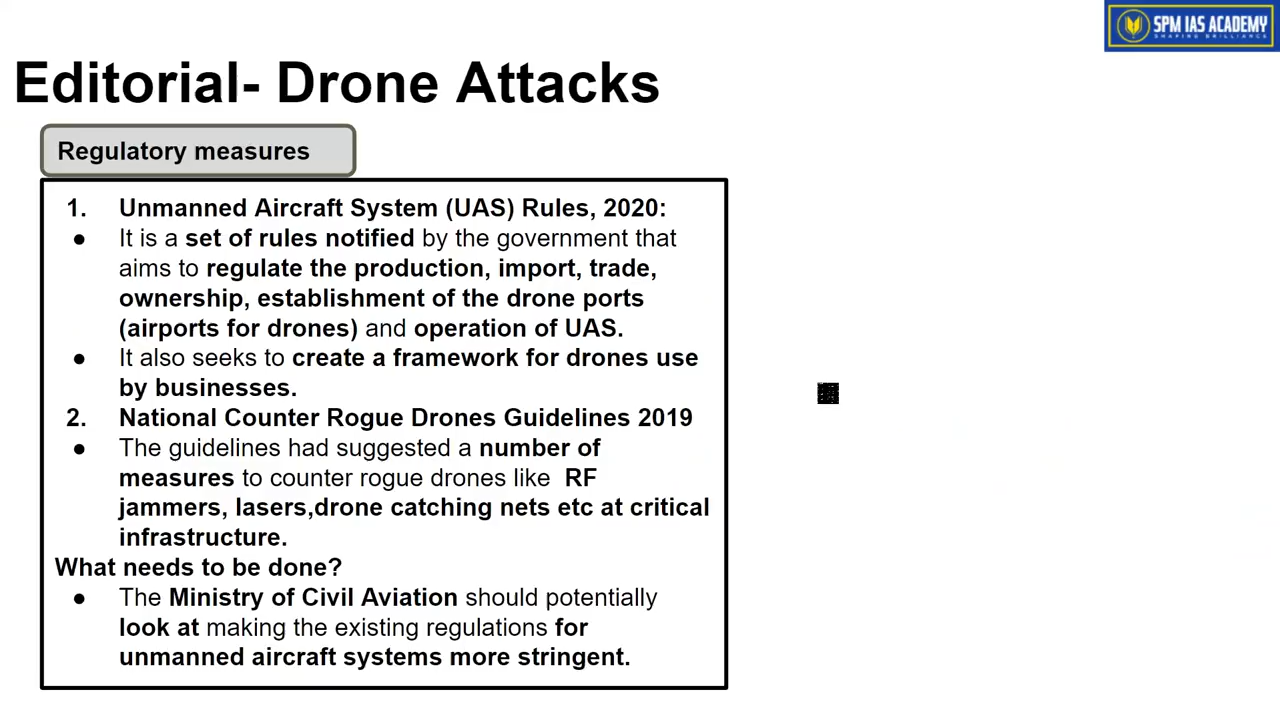 SPM IAS ACADEMY
SHAPING BRILLIANCE
Editorial- Drone Attacks
Regulatory measures
1. Unmanned Aircraft System (UAS) Rules, 2020:
● It is a set of rules notified by the government that
aims to regulate the production, import, trade,
ownership, establishment of the drone ports
(airports for drones) and operation of UAS.
● It also seeks to create a framework for drones use
by businesses.
2. National Counter Rogue Drones Guidelines 2019
● The guidelines had suggested a number of
measures to counter rogue drones like RF
jammers, lasers,drone catching nets etc at critical
infrastructure.
What needs to be done?
● The Ministry of Civil Aviation should potentially
look at making the existing regulations for
unmanned aircraft systems more stringent.